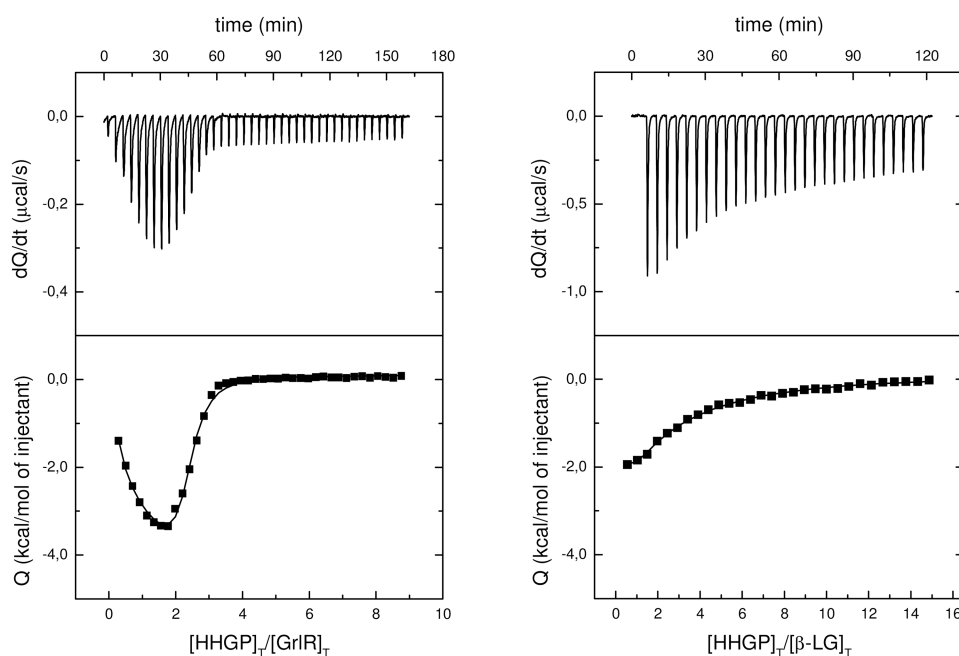 time (min)
0 30 60 90 120 150 180
0,0
-0,2
-0,4
dQ/dt (μcal/s)
0,0
-2,0
-4,0
Q (kcal/mol of injectant)
0 2 4 6 8 10
[HHGP]T/[GrlR]T
time (min)
0 30 60 90 120
0,0
-0,5
-1,0
dQ/dt (μcal/s)
0,0
-2,0
-4,0
Q (kcal/mol of injectant)
0 2 4 6 8 10 12 14 16
[HHGP]T/[β-LG]T